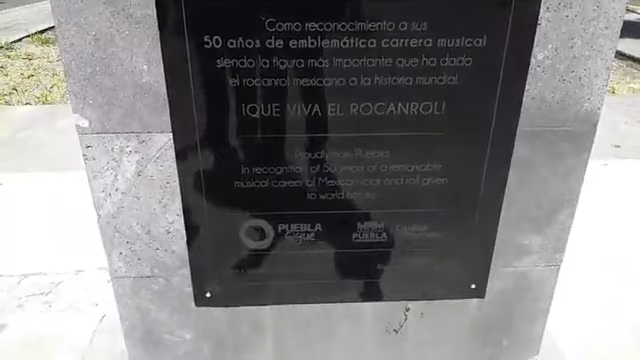 "Como reconocimiento a sus
50 años de emblemática carrera musical
siendo la figura más importante que ha dado
el rocanrol mexicano a la historia mundial.
¡QUE VIVA EL ROCANROL!
Puebla
In recognition of 50 years of a remarkable
musical career of Mexican rock and roll given
to world history
PUEBLA
Sigue
PUEBLA